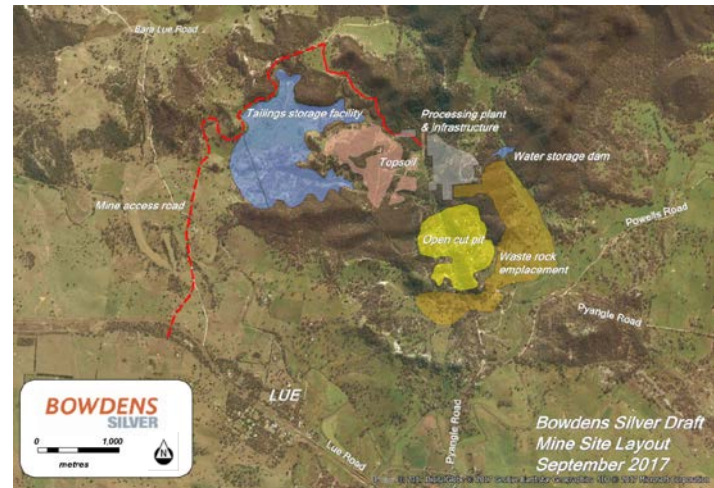 Bara Lue Road
Tailings storage facility
Processing plant
& Infrastructure
Topsoil
Water storage dam
Mine access road
Powells Road
Open cut pit
Waste rock
emplacement
Pyangle Road
BOWDENS
SILVER
0 1,000
metres
N
LUE
Lue Road
Pyangle Road
Bowdens Silver Draft
Mine Site Layout
September 2017